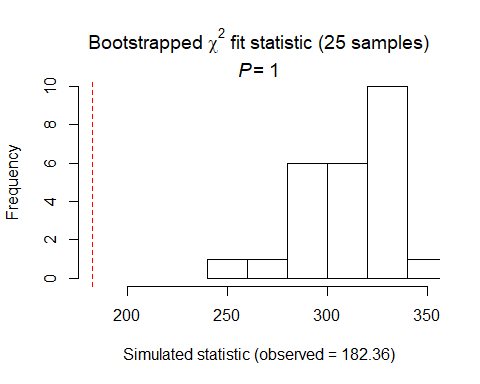 Bootstrapped χ² fit statistic (25 samples)
P = 1
Frequency
10
8
6
4
2
0
200 250 300 350
Simulated statistic (observed = 182.36)